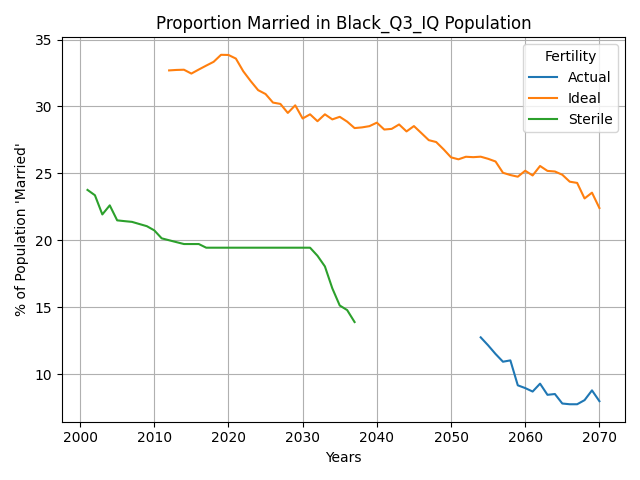 Proportion Married in Black_Q3_IQ Population
% of Population 'Married'
35
30
25
20
15
10
Fertility
Actual
Ideal
Sterile
2000 2010 2020 2030 2040 2050 2060 2070
Years